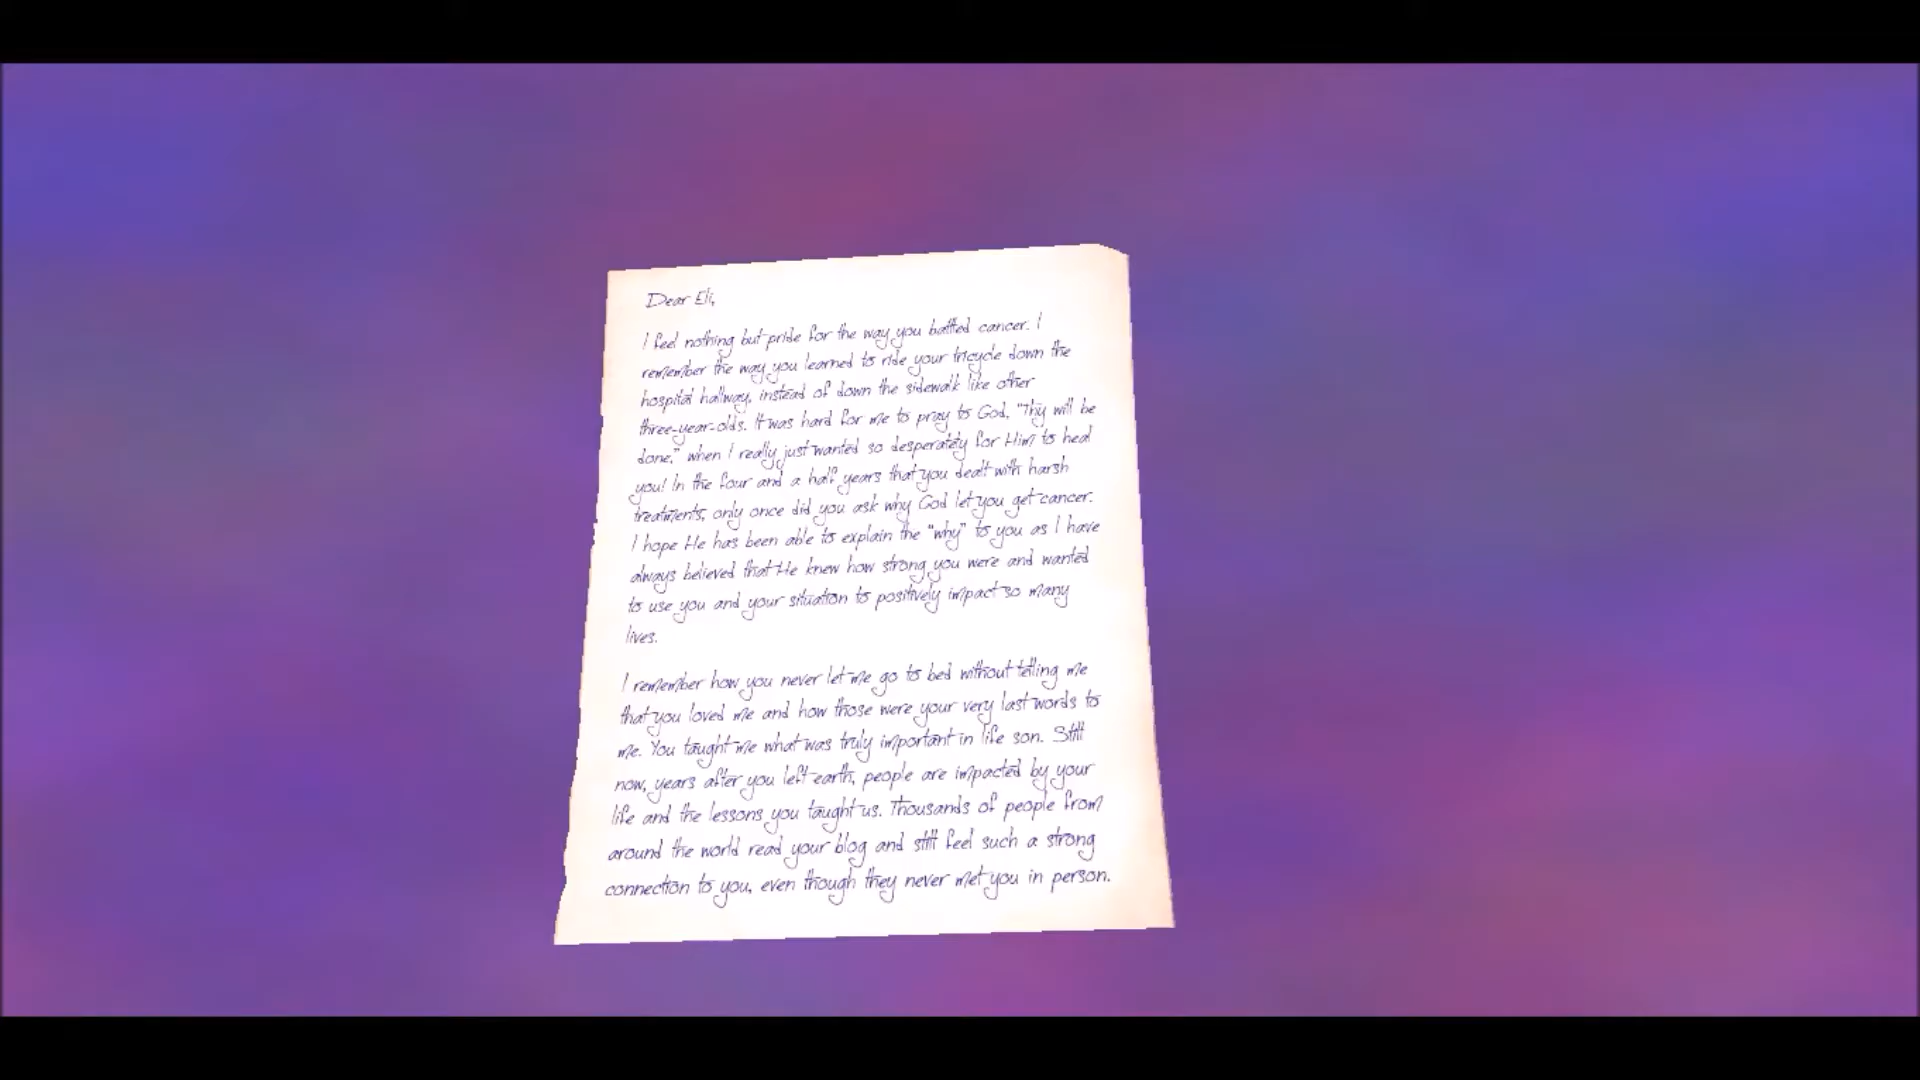 Dear Eli,
I feel nothing but pride for the way you battled cancer. I
remember the way you learned to ride your tricycle down the
hospital hallway, instead of down the sidewalk like other
three-year-olds. It was hard for me to pray to God, "Thy will be
done," when I really just wanted so desperately for Him to heal
you! In the four and a half years that you dealt with harsh
treatments, only once did you ask why God let you get cancer.
I hope He has been able to explain the "why" to you as I have
always believed that He knew how strong you were and wanted
to use you and your situation to positively impact so many
lives.
I remember how you never let me go to bed without telling me
that you loved me and how those were your very last words to
me. You taught me what was truly important in life son. Still
now, years after you left earth, people are impacted by your
life and the lessons you taught us. Thousands of people from
around the world read your blog and still feel such a strong
connection to you, even though they never met you in person.